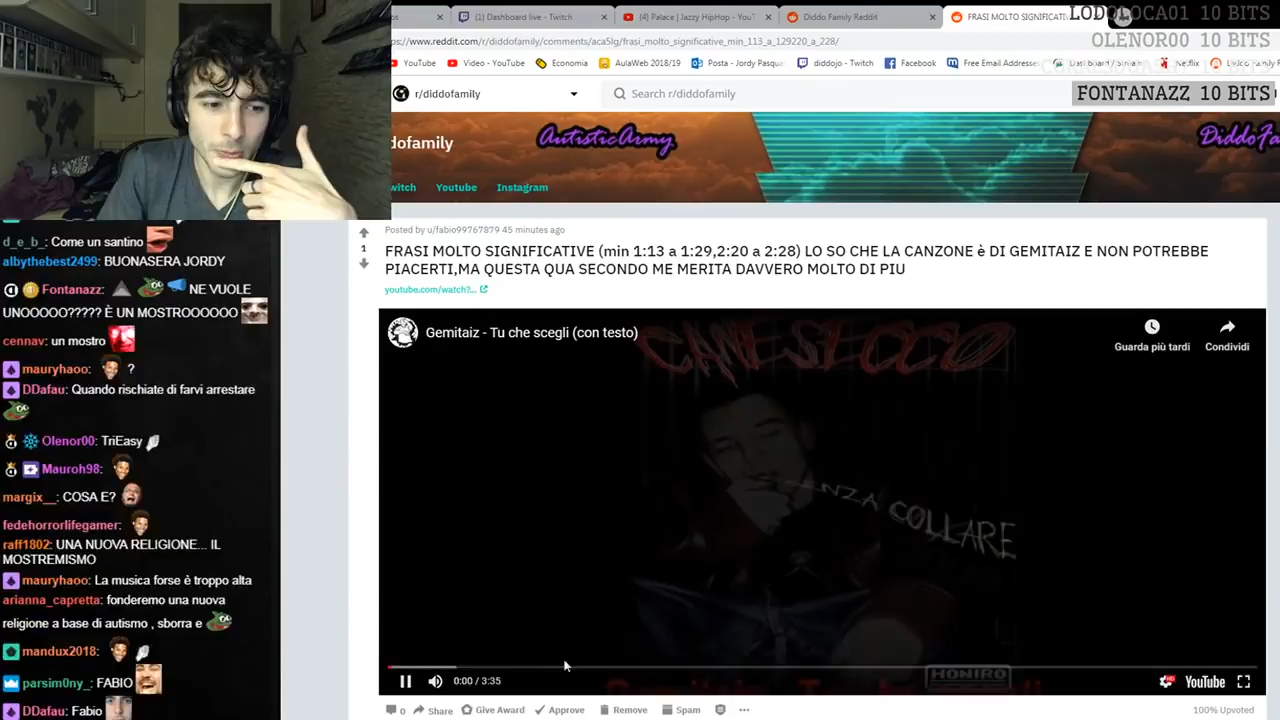 os
(1) Dashboard live - Twitch
(4) Palace | Jazzy HipHop - YouT
Diddo Family Reddit
FRASI MOLTO SIGNIFICATIV
LODOLOCA01 10 BITS
ps://www.reddit.com/r/diddofamily/comments/aca5lg/frasi_molto_significative_min_113_a_129220_a_228/
OLENOR00 10 BITS
YouTube
Video - YouTube
Economia
AulaWeb 2018/19
Posta - Jordy Pasqua
diddojo - Twitch
Facebook
Free Email Addresses
Netflix
r/diddofamily
Search r/diddofamily
FONTANAZZ 10 BITS
dofamily
AutisticArmy
DiddoFa
witch Youtube Instagram
Posted by u/fabio99767879 45 minutes ago
1
FRASI MOLTO SIGNIFICATIVE (min 1:13 a 1:29,2:20 a 2:28) LO SO CHE LA CANZONE è DI GEMITAIZ E NON POTREBBE
PIACERTI,MA QUESTA QUA SECONDO ME MERITA DAVVERO MOLTO DI PIU
youtube.com/watch?...
Gemitaiz - Tu che scegli (con testo)
Guarda più tardi
Condividi
NZA COLLARE
HONIRO
0:00 / 3:35
YouTube
0 Share Give Award Approve Remove Spam
100% Upvoted
d_e_b_: Come un santino
albythebest2499: BUONASERA JORDY
Fontanazz: NE VUOLE
UNOOOOO????? È UN MOSTROOOOOO
cennav: un mostro
mauryhaoo: ?
DDafau: Quando rischiate di farvi arrestare
Olenor00: TriEasy
Mauroh98:
margix__: COSA E?
fedehorrorlifegamer:
raff1802: UNA NUOVA RELIGIONE... IL
MOSTREMISMO
mauryhaoo: La musica forse è troppo alta
arianna_capretta: fonderemo una nuova
religione a base di autismo , sborra e
mandux2018:
parsim0ny_: FABIO
DDafau: Fabio